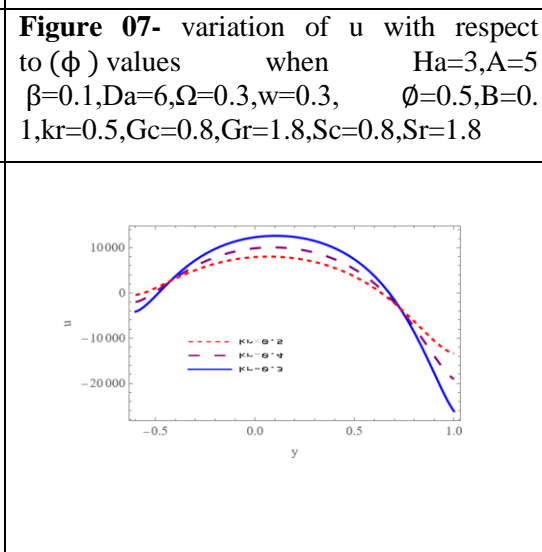 Figure 07- variation of u with respect
to (ϕ ) values when Ha=3,A=5
β=0.1,Da=6,Ω=0.3,w=0.3, Ø=0.5,B=0.
1,kr=0.5,Gc=0.8,Gr=1.8,Sc=0.8,Sr=1.8
10000
0
−10000
−20000
u
−0.5 0.0 0.5 1.0
y